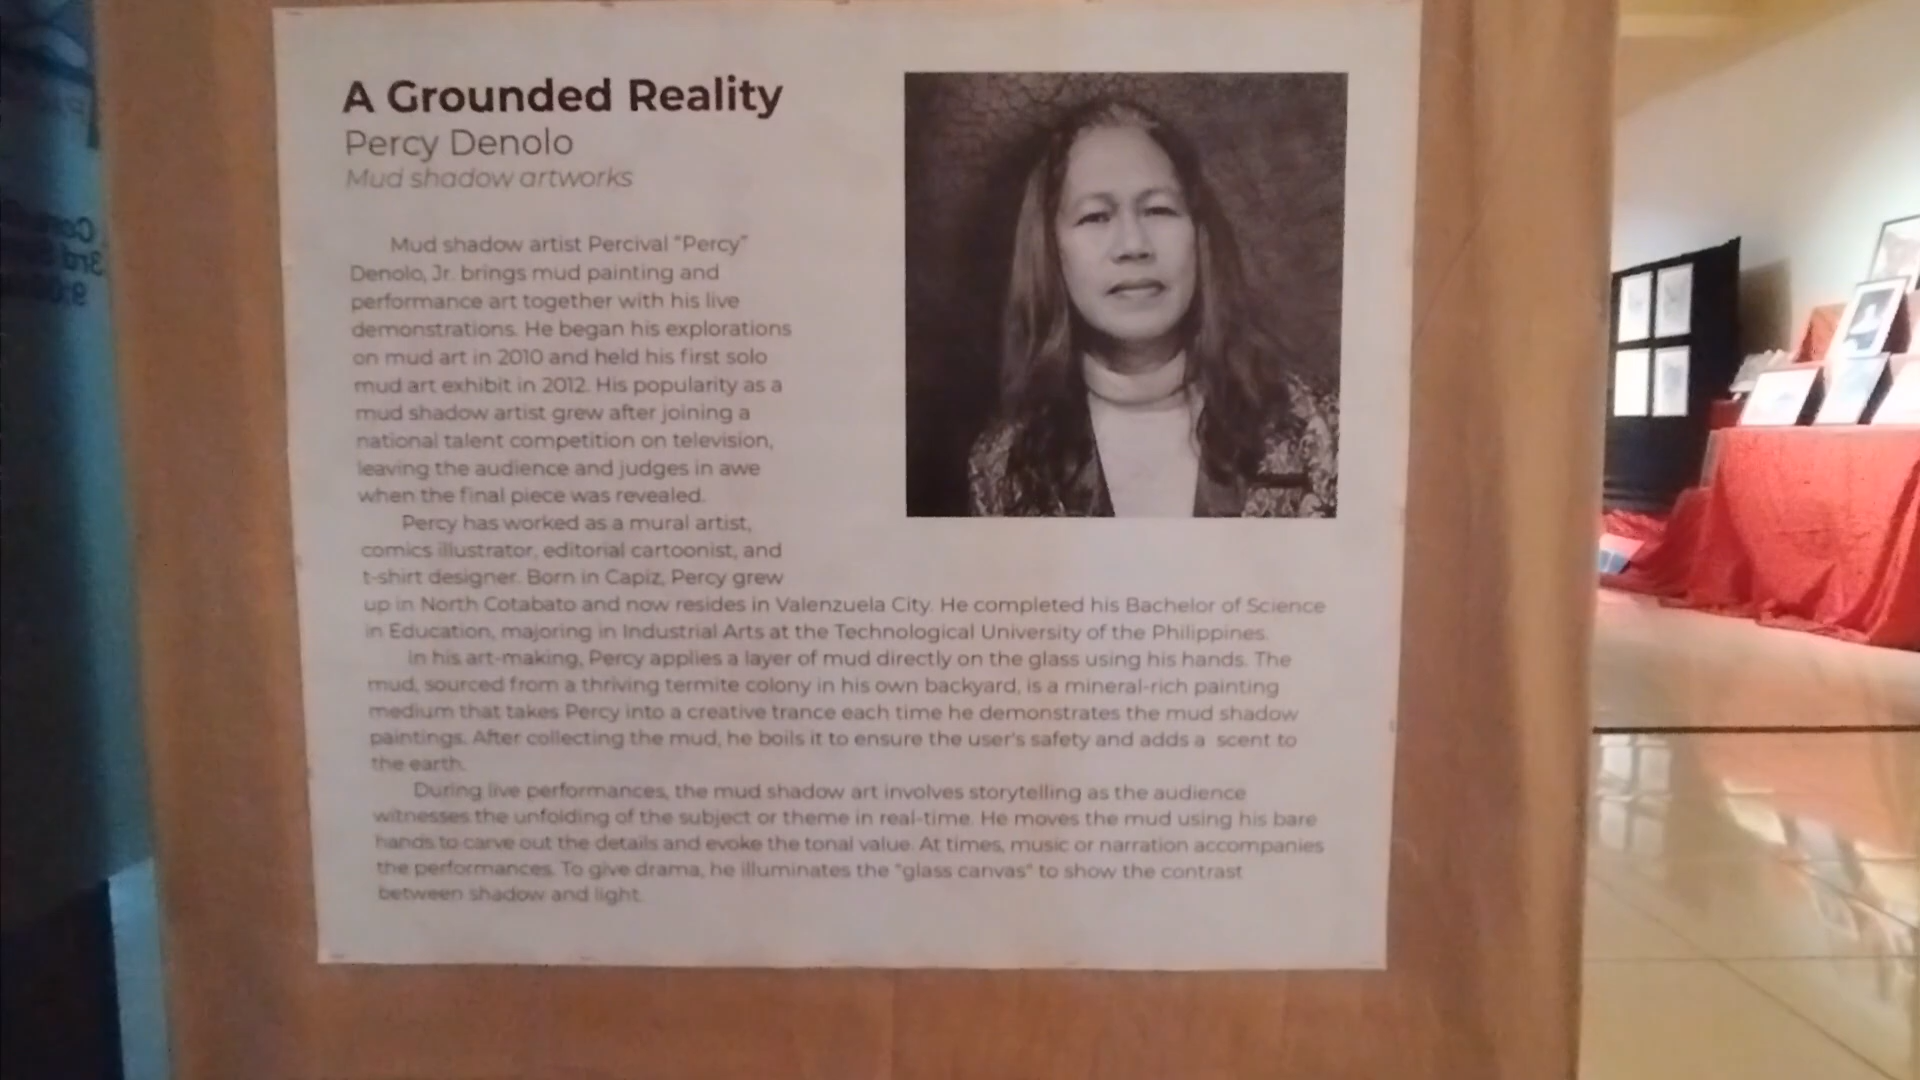 A Grounded Reality
Percy Denolo
Mud shadow artworks
Mud shadow artist Percival "Percy"
Denolo, Jr. brings mud painting and
performance art together with his live
demonstrations. He began his explorations
on mud art in 2010 and held his first solo
mud art exhibit in 2012. His popularity as a
mud shadow artist grew after joining a
national talent competition on television,
leaving the audience and judges in awe
when the final piece was revealed.
Percy has worked as a mural artist,
comics illustrator, editorial cartoonist, and
t-shirt designer. Born in Capiz, Percy grew
up in North Cotabato and now resides in Valenzuela City. He completed his Bachelor of Science
in Education, majoring in Industrial Arts at the Technological University of the Philippines.
In his art-making, Percy applies a layer of mud directly on the glass using his hands. The
mud, sourced from a thriving termite colony in his own backyard, is a mineral-rich painting
medium that takes Percy into a creative trance each time he demonstrates the mud shadow
paintings. After collecting the mud, he boils it to ensure the user's safety and adds a scent to
the earth.
During live performances, the mud shadow art involves storytelling as the audience
witnesses the unfolding of the subject or theme in real-time. He moves the mud using his bare
hands to carve out the details and evoke the tonal value. At times, music or narration accompanies
the performances. To give drama, he illuminates the "glass canvas" to show the contrast
between shadow and light.